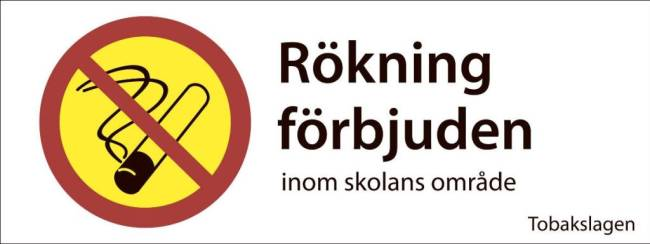 Rökning
förbjuden
inom skolans område
Tobakslagen